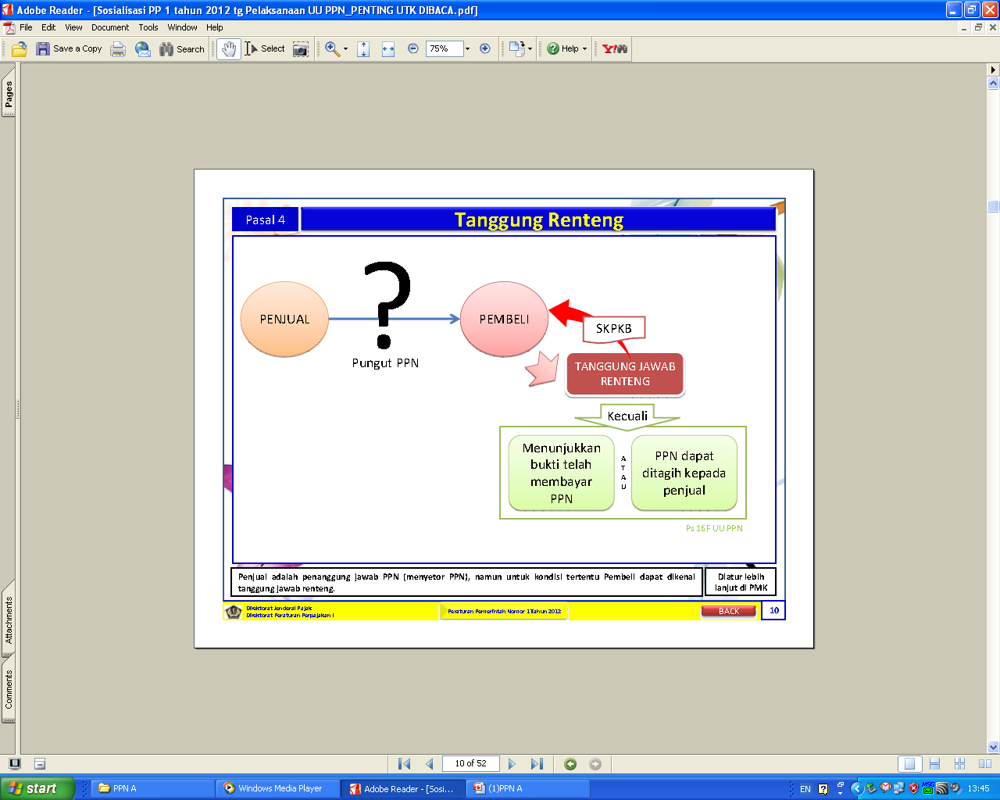 Adobe Reader - [Sosialisasi PP 1 tahun 2012 tg Pelaksanaan UU PPN_PENTING UTK DIBACA.pdf]
File Edit View Document Tools Window Help
Save a Copy Search Select 75% Help Y!
Pages
Attachments
Comments
Pasal 4
Tanggung Renteng
PENJUAL
?
Pungut PPN
PEMBELI
SKPKB
TANGGUNG JAWAB
RENTENG
Kecuali
Menunjukkan
bukti telah
membayar
PPN
ATAU
PPN dapat
ditagih kepada
penjual
Ps 16F UU PPN
Penjual adalah penanggung jawab PPN (menyetor PPN), namun untuk kondisi tertentu Pembeli dapat dikenai
tanggung jawab renteng.
Diatur lebih
lanjut di PMK
Direktorat Jenderal Pajak
Direktorat Peraturan Perpajakan I
Peraturan Pemerintah Nomor 1 Tahun 2012
BACK
10
10 of 52
start
PPN A
Windows Media Player
Adobe Reader - [Sosi...
(1)PPN A
EN
MSG
13:45